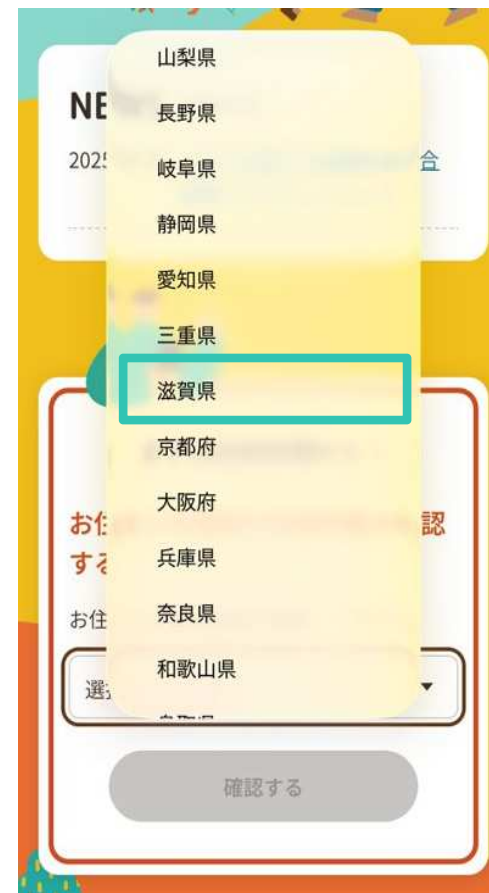 山梨県
NE
長野県
2025
岐阜県
合
静岡県
愛知県
三重県
滋賀県
京都府
大阪府
お住
認
する
兵庫県
お住
奈良県
和歌山県
選
確認する